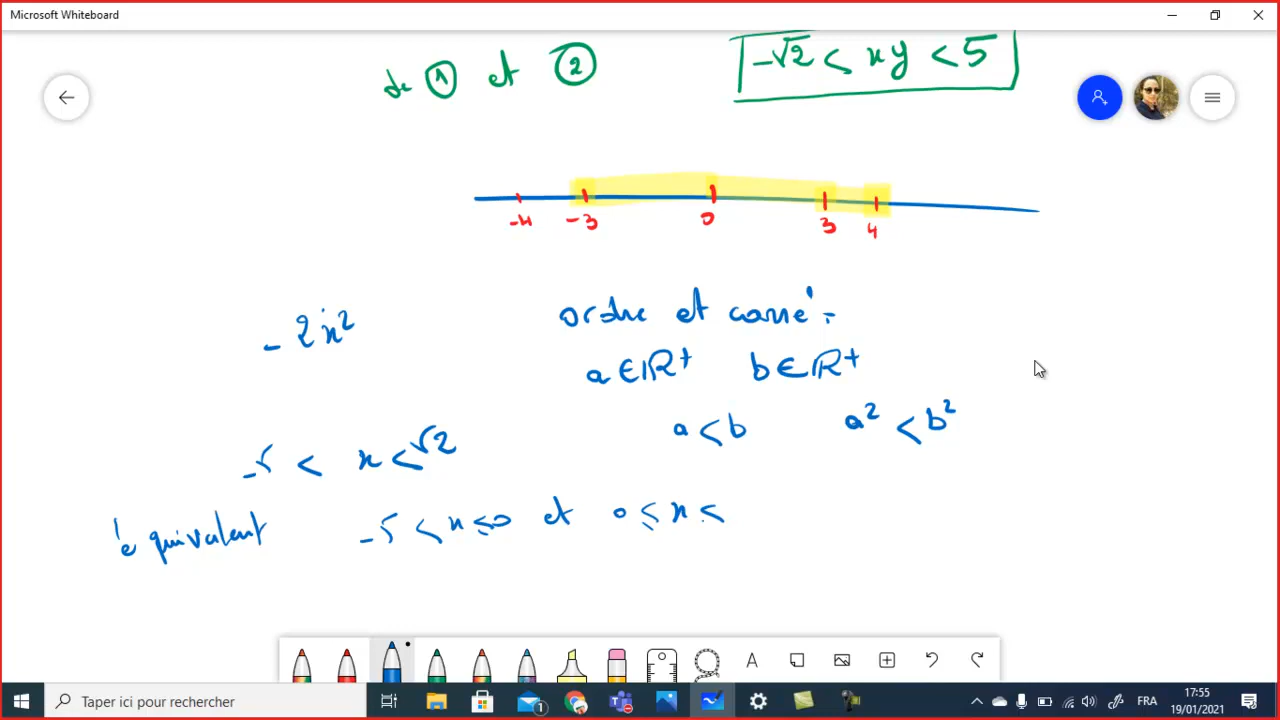 Microsoft Whiteboard
de ① et ② -√2 < xy < 5
-4 -3 0 3 4
-2x² ordre et carré :
a ∈ ℝ+ b ∈ ℝ+
a < b a² < b²
-5 < x < √2
équivalent -5 < x ≤ 0 et 0 ≤ x <
A
Taper ici pour rechercher
1
FRA
17:55
19/01/2021